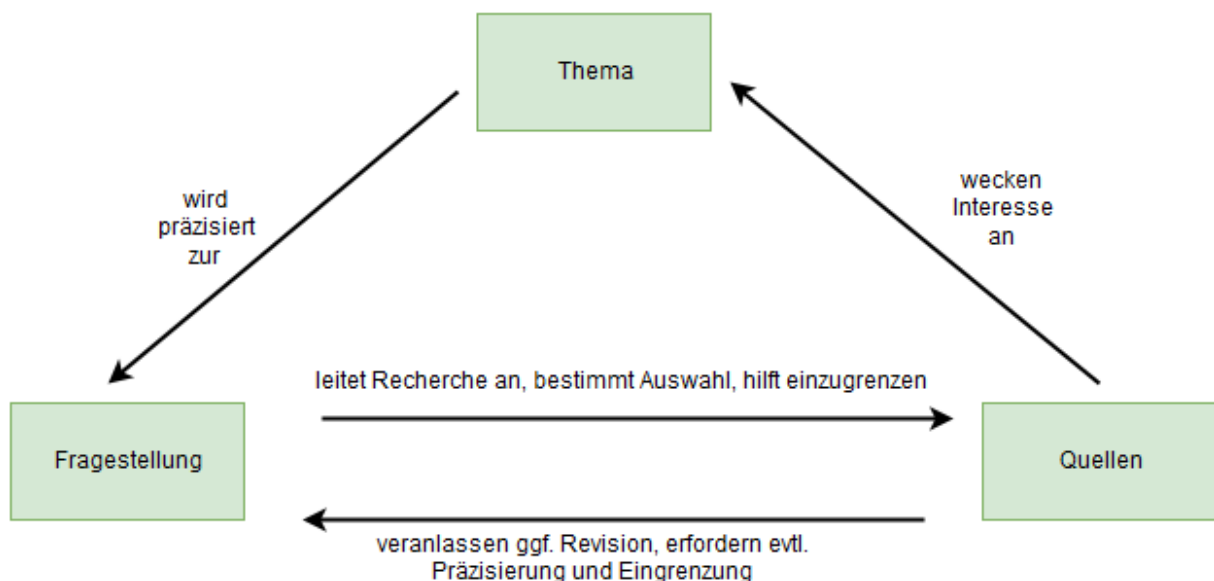 Thema
wird
präzisiert
zur
wecken
Interesse
an
leitet Recherche an, bestimmt Auswahl, hilft einzugrenzen
Fragestellung
Quellen
veranlassen ggf. Revision, erfordern evtl.
Präzisierung und Eingrenzung